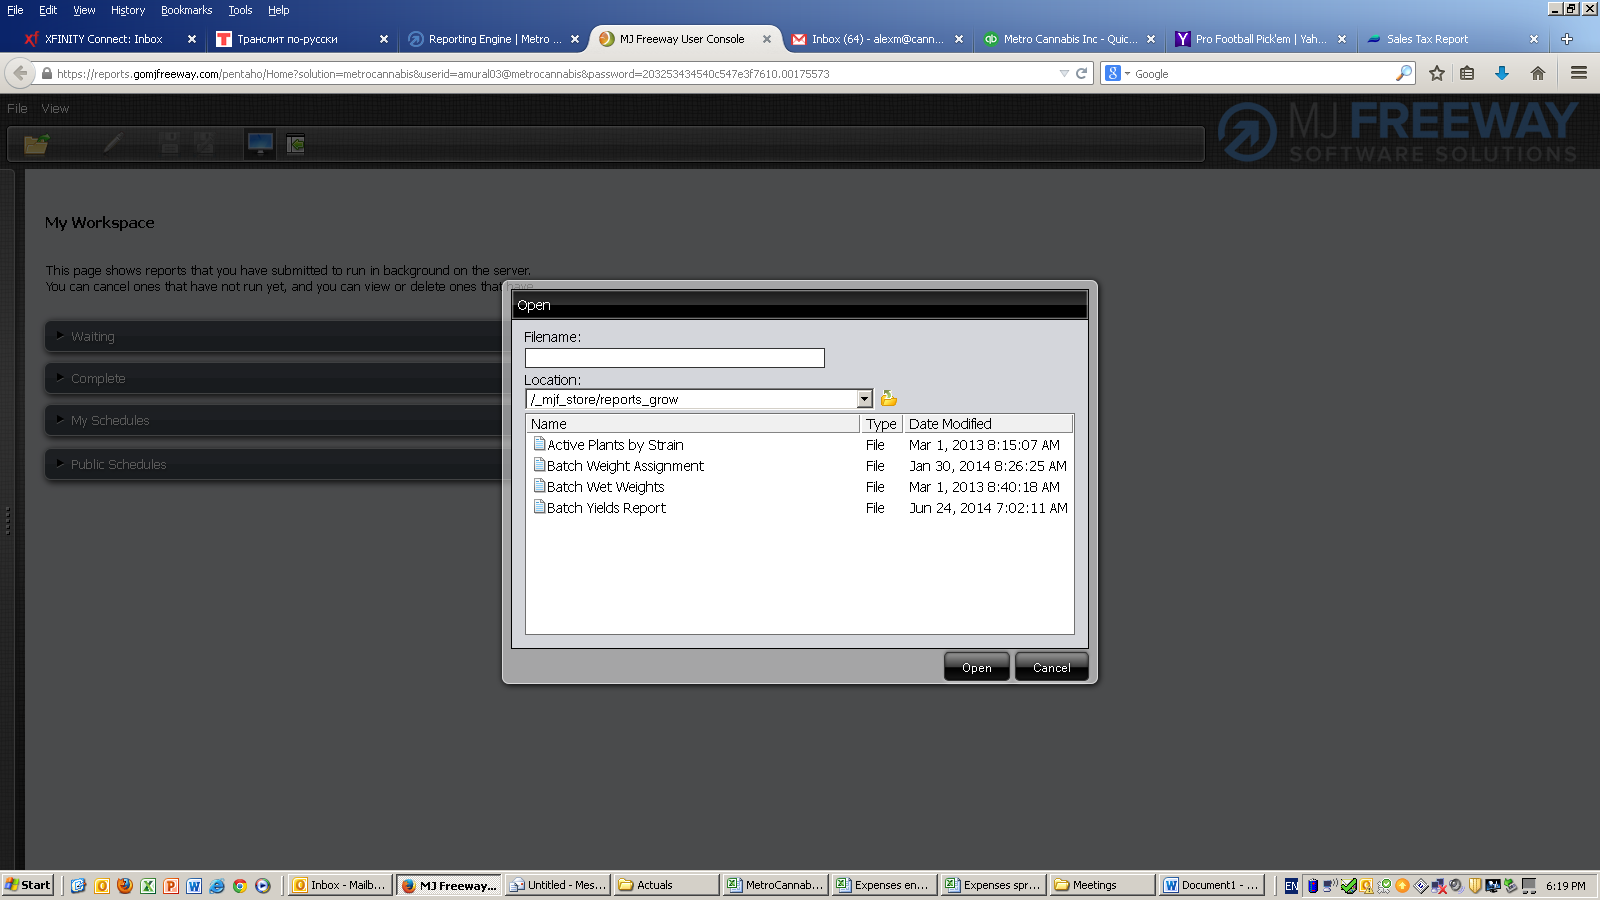 File Edit View History Bookmarks Tools Help
XFINITY Connect: Inbox
Транслит по-русски
Reporting Engine | Metro ...
MJ Freeway User Console
Inbox (64) - alexm@cann...
Metro Cannabis Inc - Quic...
Pro Football Pick'em | Yah...
Sales Tax Report
https://reports.gomjfreeway.com/pentaho/Home?solution=metrocannabis&userid=amural03@metrocannabis&password=203253434540c547e3f7610.00175573
Google
File View
MJ FREEWAY
SOFTWARE SOLUTIONS
My Workspace
This page shows reports that you have submitted to run in background on the server.
You can cancel ones that have not run yet, and you can view or delete ones that have
Waiting
Complete
My Schedules
Public Schedules
Open
Filename:
Location:
/_mjf_store/reports_grow
Name Type Date Modified
Active Plants by Strain File Mar 1, 2013 8:15:07 AM
Batch Weight Assignment File Jan 30, 2014 8:26:25 AM
Batch Wet Weights File Mar 1, 2013 8:40:18 AM
Batch Yields Report File Jun 24, 2014 7:02:11 AM
Open Cancel
Start
Inbox - Mailb...
MJ Freeway...
Untitled - Mes...
Actuals
MetroCannab...
Expenses en...
Expenses spr...
Meetings
Document1 - ...
EN
6:19 PM